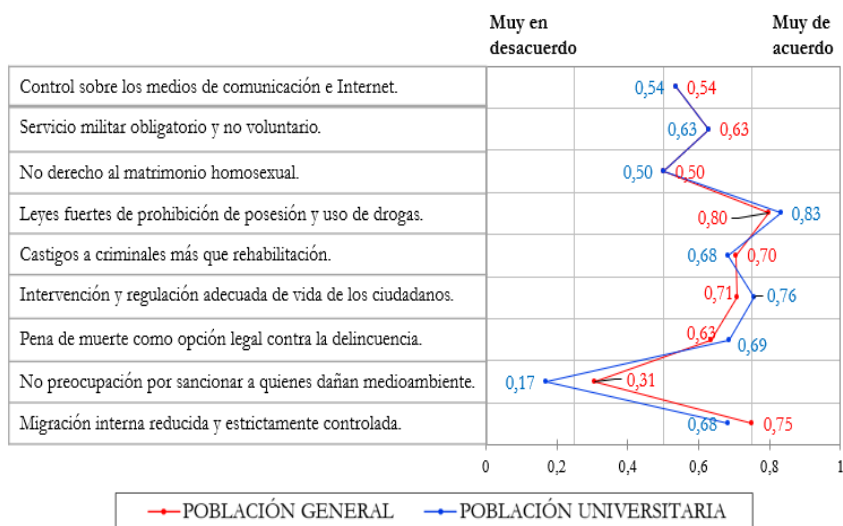 Muy en desacuerdo
Muy de acuerdo
Control sobre los medios de comunicación e Internet.
0,54 0,54
Servicio militar obligatorio y no voluntario.
0,63 0,63
No derecho al matrimonio homosexual.
0,50 0,50
Leyes fuertes de prohibición de posesión y uso de drogas.
0,80 0,83
Castigos a criminales más que rehabilitación.
0,68 0,70
Intervención y regulación adecuada de vida de los ciudadanos.
0,71 0,76
Pena de muerte como opción legal contra la delincuencia.
0,63 0,69
No preocupación por sancionar a quienes dañan medioambiente.
0,17 0,31
Migración interna reducida y estrictamente controlada.
0,68 0,75
0 0,2 0,4 0,6 0,8 1
POBLACIÓN GENERAL POBLACIÓN UNIVERSITARIA